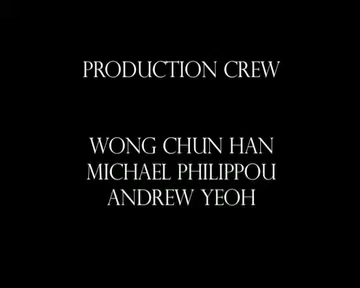 PRODUCTION CREW
WONG CHUN HAN
MICHAEL PHILIPPOU
ANDREW YEOH